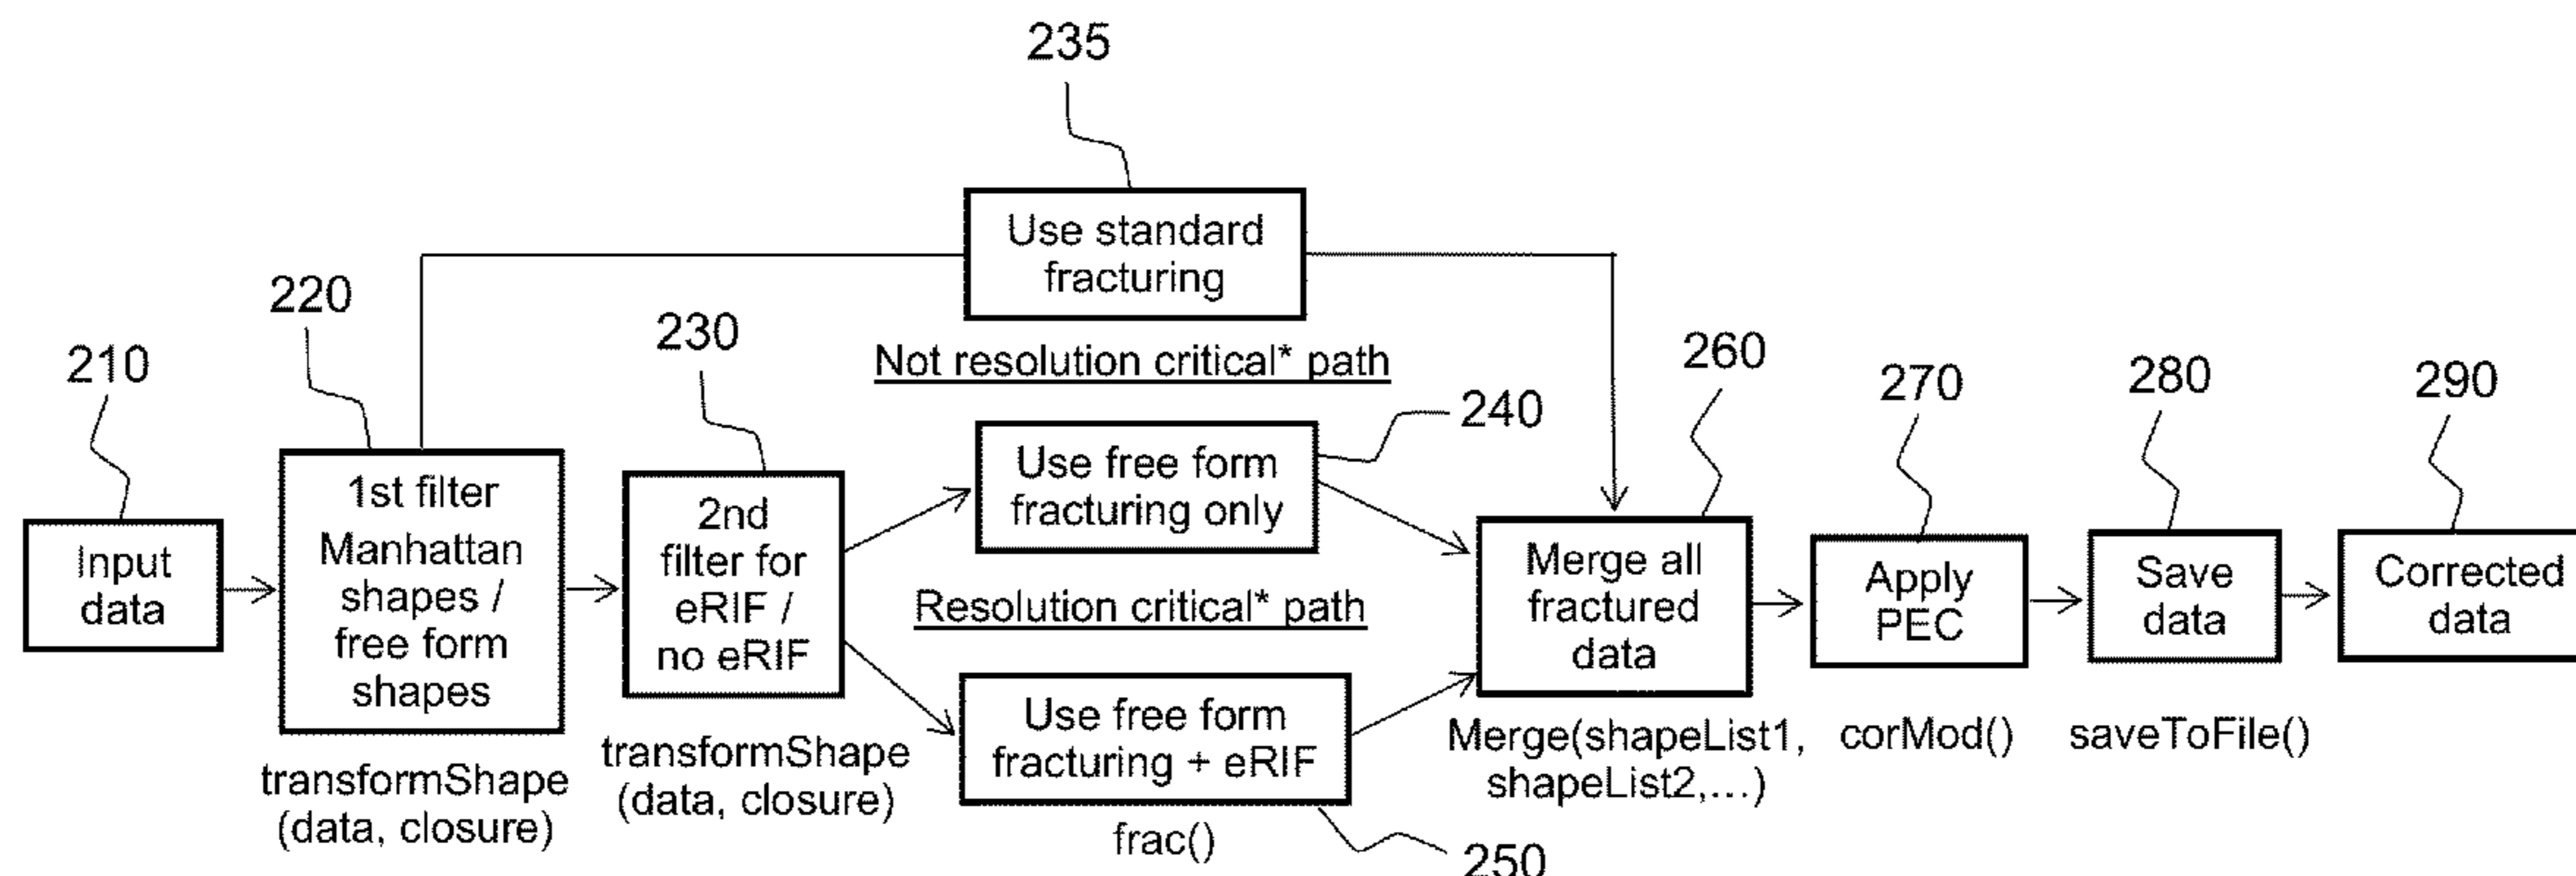 235
Use standard
fracturing
220
230
Not resolution critical* path
210
260
270
280
290
240
1st filter
Manhattan
shapes /
free form
shapes
2nd
filter for
eRIF /
no eRIF
Use free form
fracturing only
Input
data
Merge all
fractured
data
Apply
PEC
Save
data
Corrected
data
Resolution critical* path
Use free form
fracturing + eRIF
transformShape
(data, closure)
transformShape
(data, closure)
frac()
250
Merge(shapeList1,
shapeList2,...)
corMod()
saveToFile()